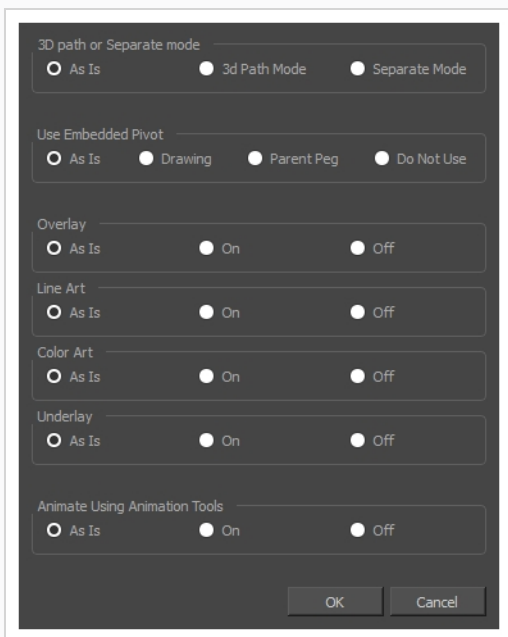 3D path or Separate mode
As Is 3d Path Mode Separate Mode
Use Embedded Pivot
As Is Drawing Parent Peg Do Not Use
Overlay
As Is On Off
Line Art
As Is On Off
Color Art
As Is On Off
Underlay
As Is On Off
Animate Using Animation Tools
As Is On Off
OK Cancel